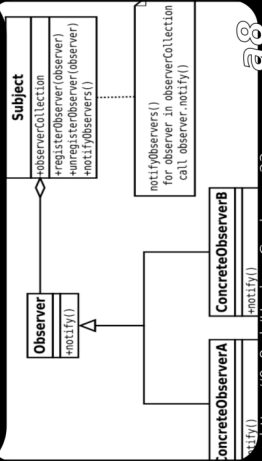 Subject
+observerCollection
+registerObserver(observer)
+unregisterObserver(observer)
+notifyObservers()
notifyObservers()
for observer in observerCollection
call observer.notify()
Observer
+notify()
ConcreteObserverA
ConcreteObserverB
+notify()
a8